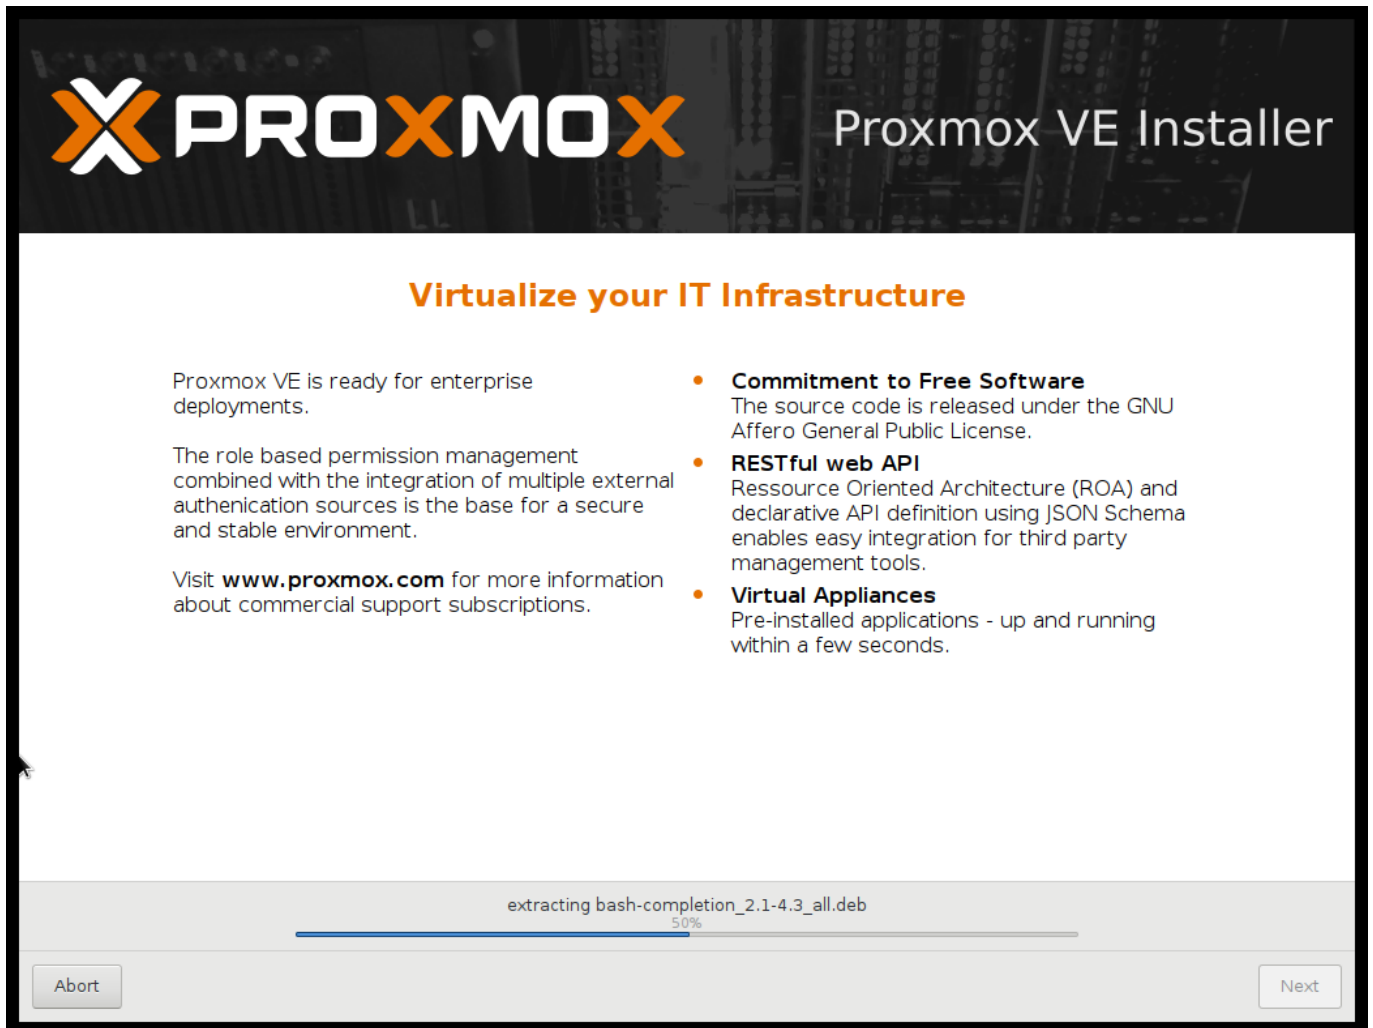 PROXMOX
Proxmox VE Installer
Virtualize your IT Infrastructure
Proxmox VE is ready for enterprise
deployments.
The role based permission management
combined with the integration of multiple external
authenication sources is the base for a secure
and stable environment.
Visit www.proxmox.com for more information
about commercial support subscriptions.
Commitment to Free Software
The source code is released under the GNU
Affero General Public License.
RESTful web API
Ressource Oriented Architecture (ROA) and
declarative API definition using JSON Schema
enables easy integration for third party
management tools.
Virtual Appliances
Pre-installed applications - up and running
within a few seconds.
extracting bash-completion_2.1-4.3_all.deb
50%
Abort
Next